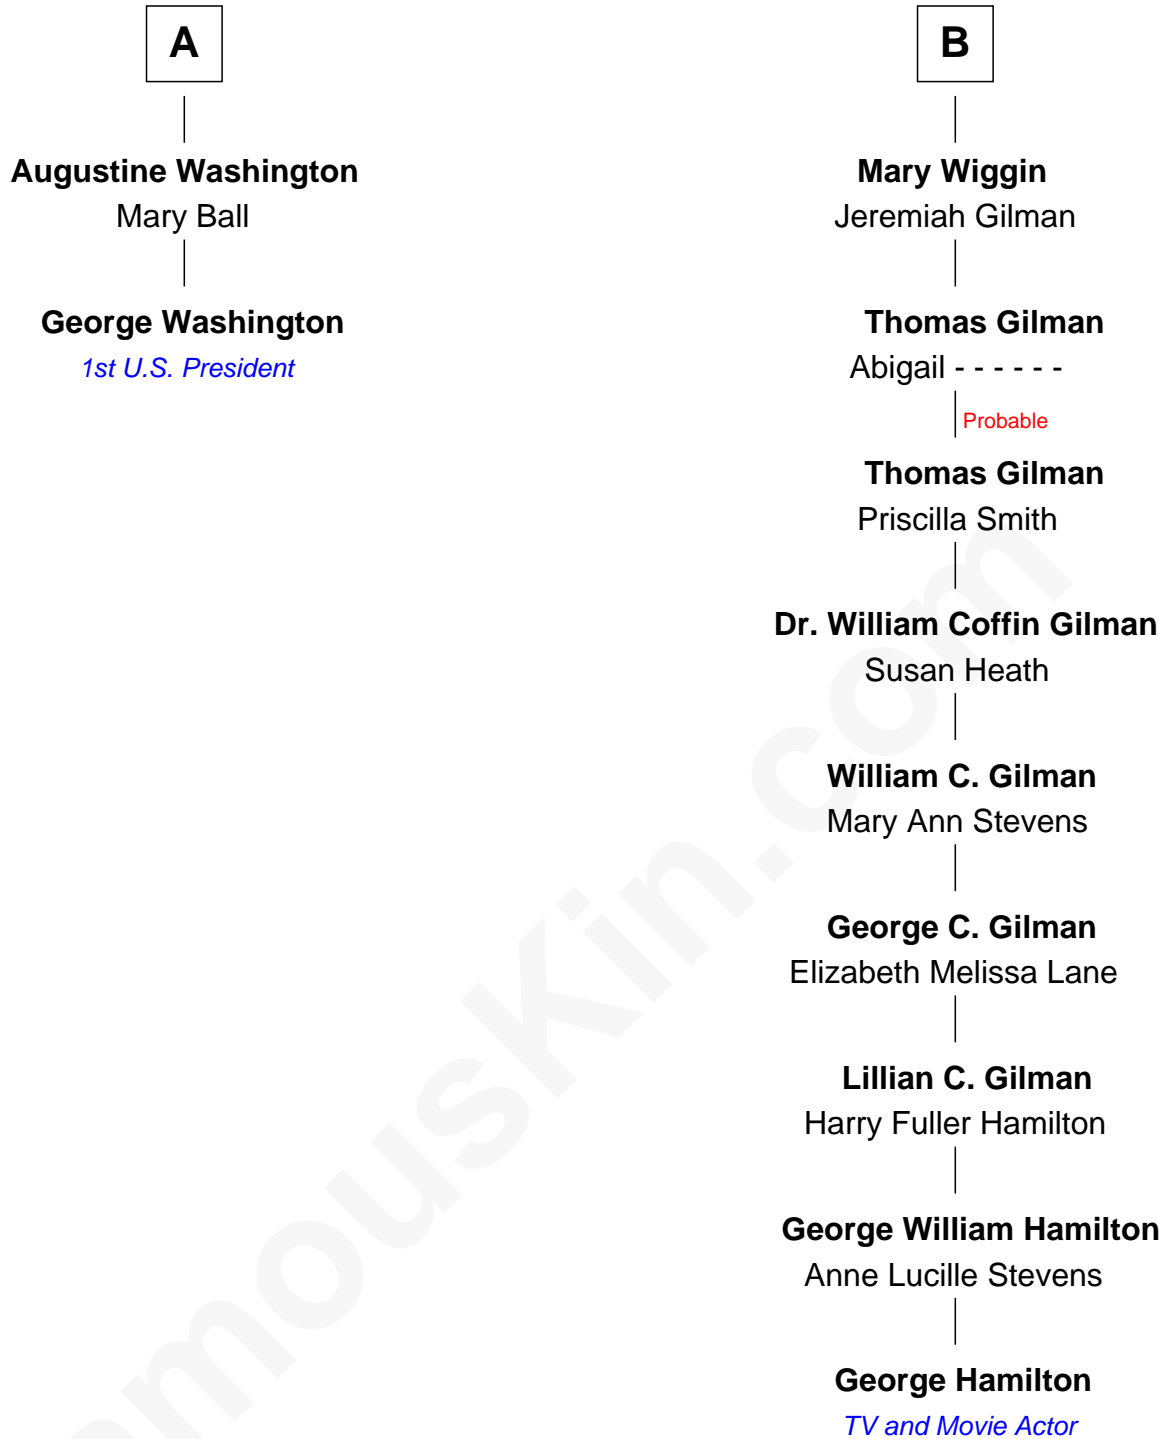 A
Augustine Washington
Mary Ball
George Washington
1st U.S. President
B
Mary Wiggin
Jeremiah Gilman
Thomas Gilman
Abigail - - - - - -
Probable
Thomas Gilman
Priscilla Smith
Dr. William Coffin Gilman
Susan Heath
William C. Gilman
Mary Ann Stevens
George C. Gilman
Elizabeth Melissa Lane
Lillian C. Gilman
Harry Fuller Hamilton
George William Hamilton
Anne Lucille Stevens
George Hamilton
TV and Movie Actor
amouskin.com